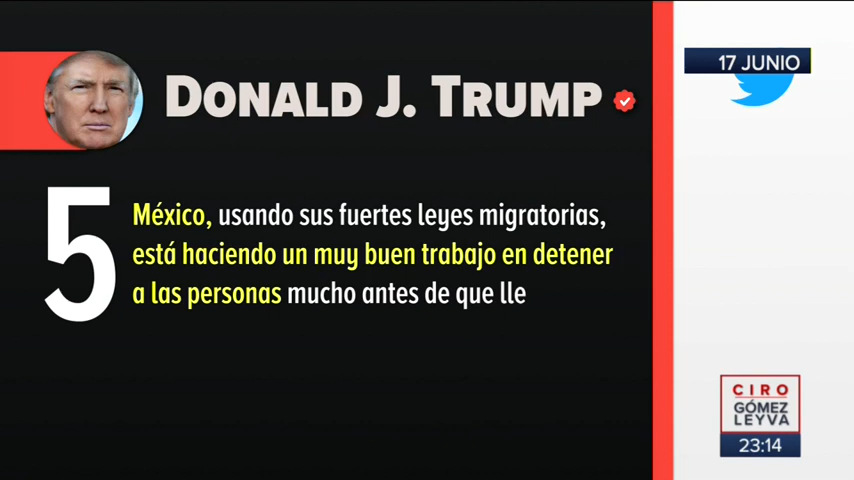 17 JUNIO
DONALD J. TRUMP
5
México, usando sus fuertes leyes migratorias,
está haciendo un muy buen trabajo en detener
a las personas mucho antes de que lle
CIRO
GÓMEZ
LEYVA
23:14